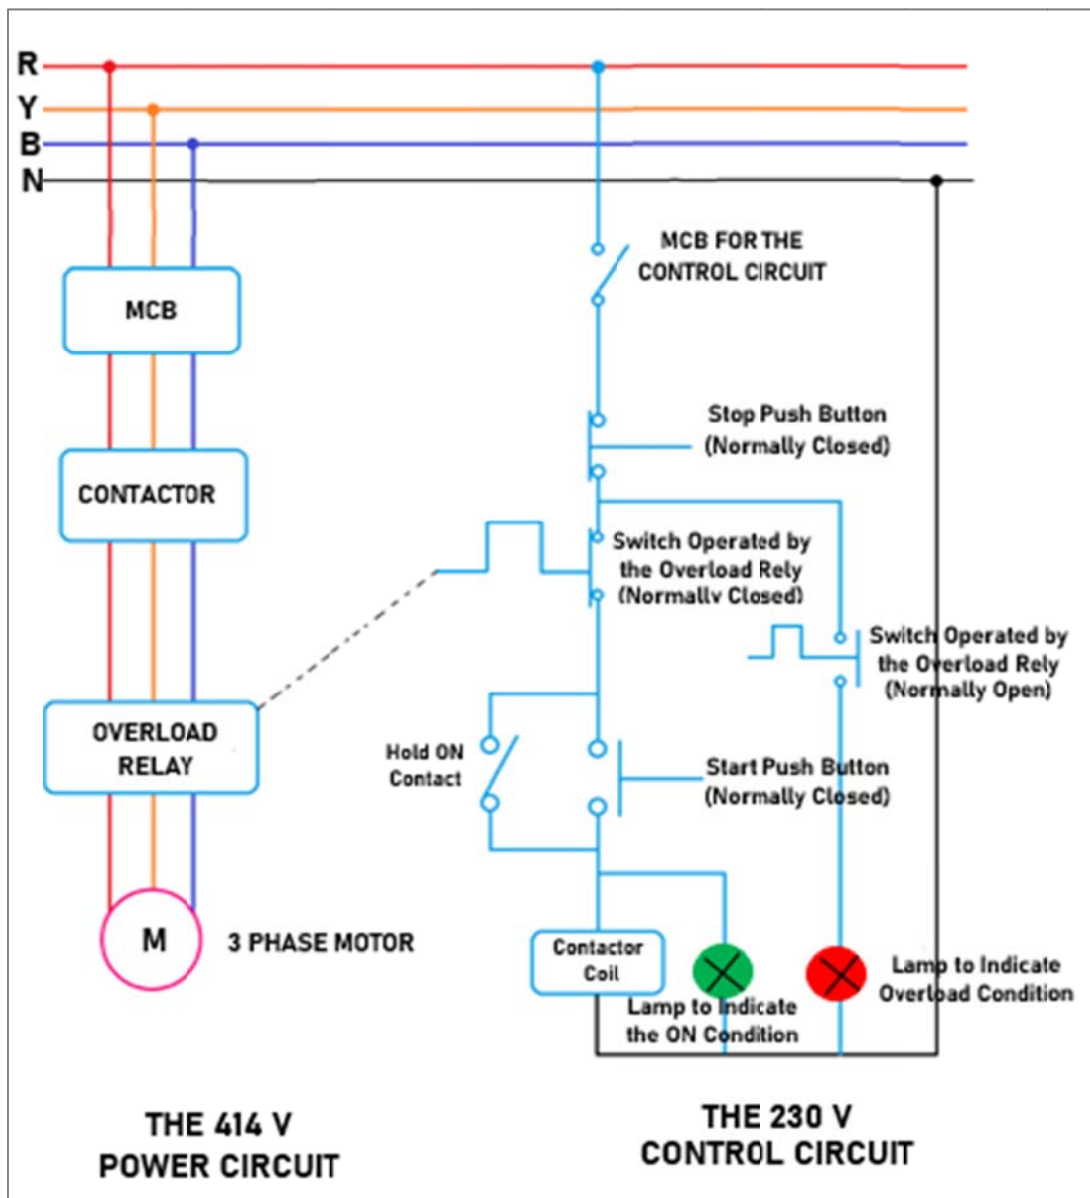 R
Y
B
N
MCB FOR THE
CONTROL CIRCUIT
MCB
Stop Push Button
(Normally Closed)
CONTACTOR
Switch Operated by
the Overload Rely
(Normally Closed)
Switch Operated by
the Overload Rely
(Normally Open)
OVERLOAD
RELAY
Hold ON
Contact
Start Push Button
(Normally Closed)
M
3 PHASE MOTOR
Contactor
Coil
Lamp to Indicate
the ON Condition
Lamp to Indicate
Overload Condition
THE 414 V
POWER CIRCUIT
THE 230 V
CONTROL CIRCUIT